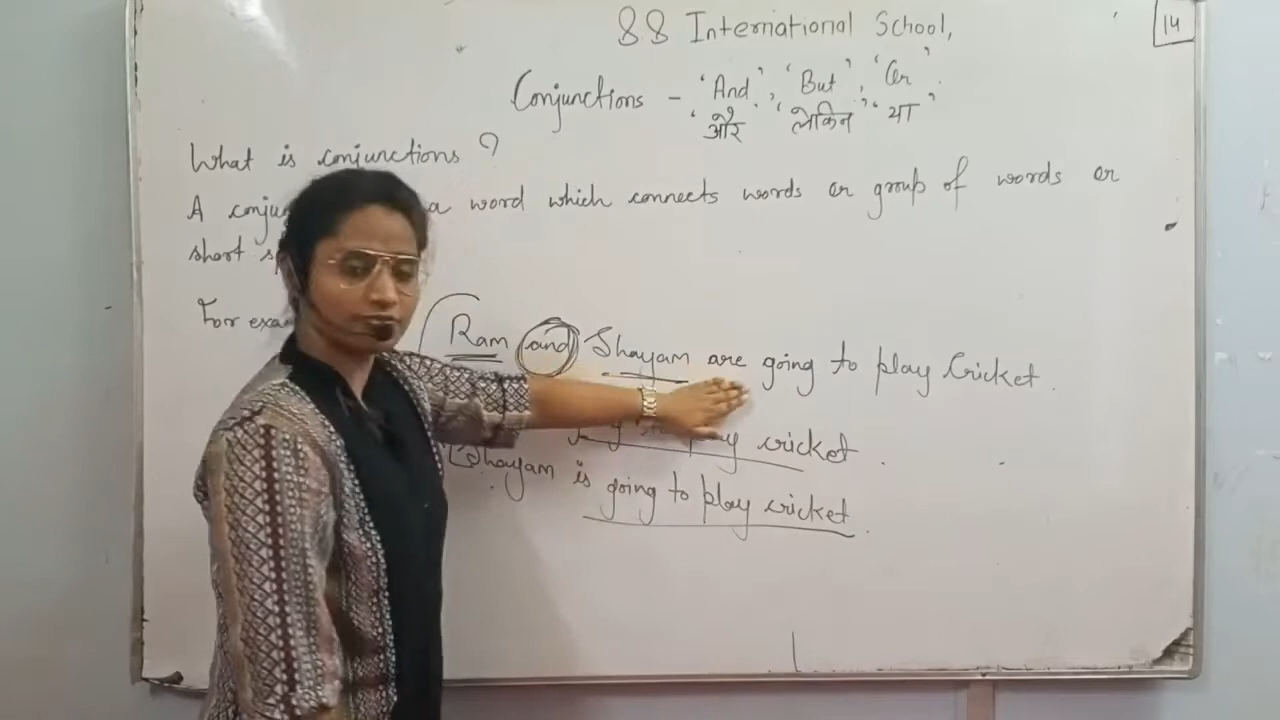 88 International School,
14
Conjunctions - 'And', 'But', 'Or'
'और', 'लेकिन', 'या'
What is conjunctions ?
A a word which connects words or group of words or
short
For
Ram and Shayam are going to play Cricket.
play cricket.
Shayam is going to play cricket.